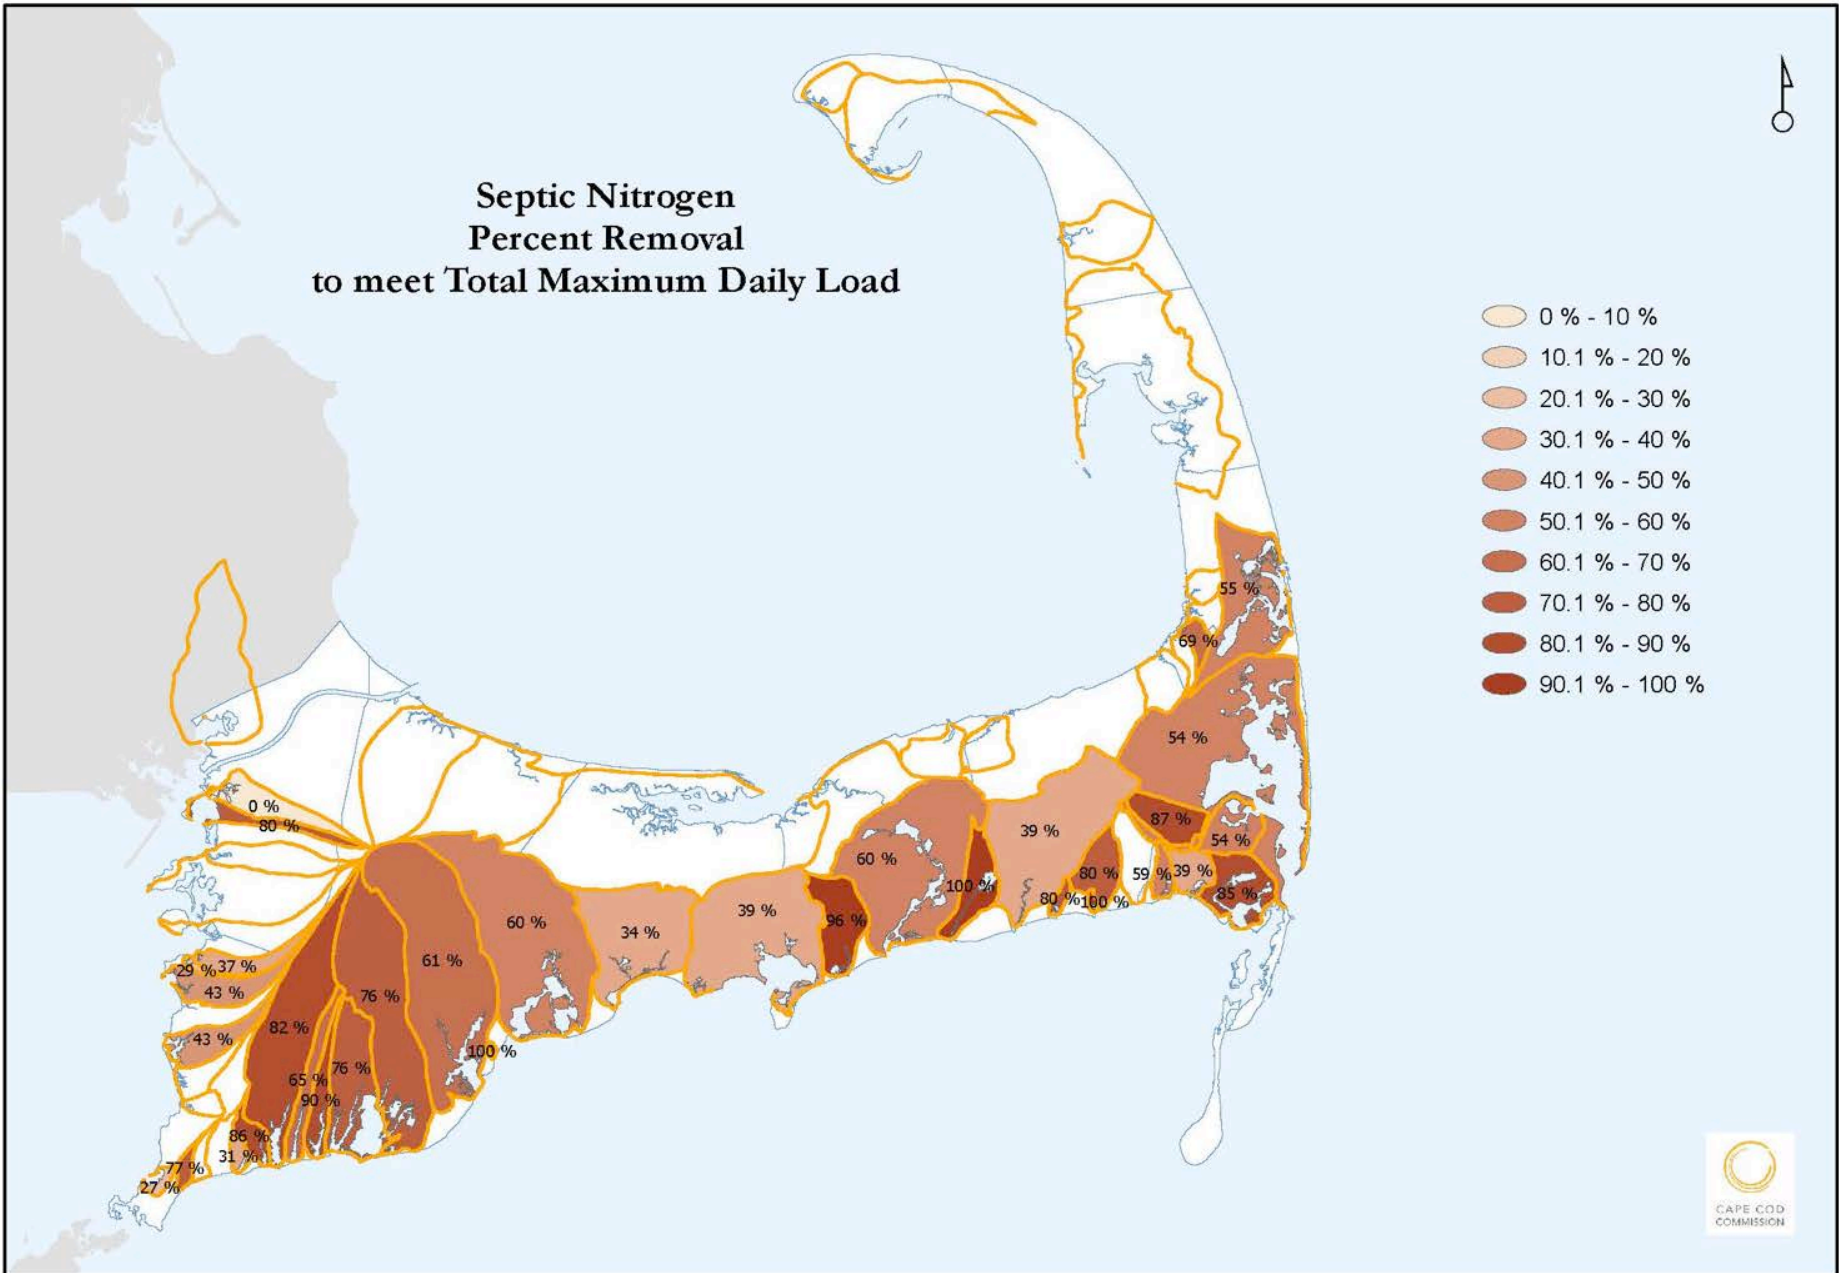 Septic Nitrogen
Percent Removal
to meet Total Maximum Daily Load
0 % - 10 %
10.1 % - 20 %
20.1 % - 30 %
30.1 % - 40 %
40.1 % - 50 %
50.1 % - 60 %
60.1 % - 70 %
70.1 % - 80 %
80.1 % - 90 %
90.1 % - 100 %
55 %
69 %
54 %
0 %
80 %
87 %
39 %
54 %
60 %
80 %
59 %
39 %
100 %
85 %
80 %
100 %
39 %
96 %
60 %
34 %
61 %
37 %
29 %
43 %
76 %
82 %
43 %
100 %
76 %
65 %
90 %
86 %
31 %
77 %
27 %
CAPE COD
COMMISSION